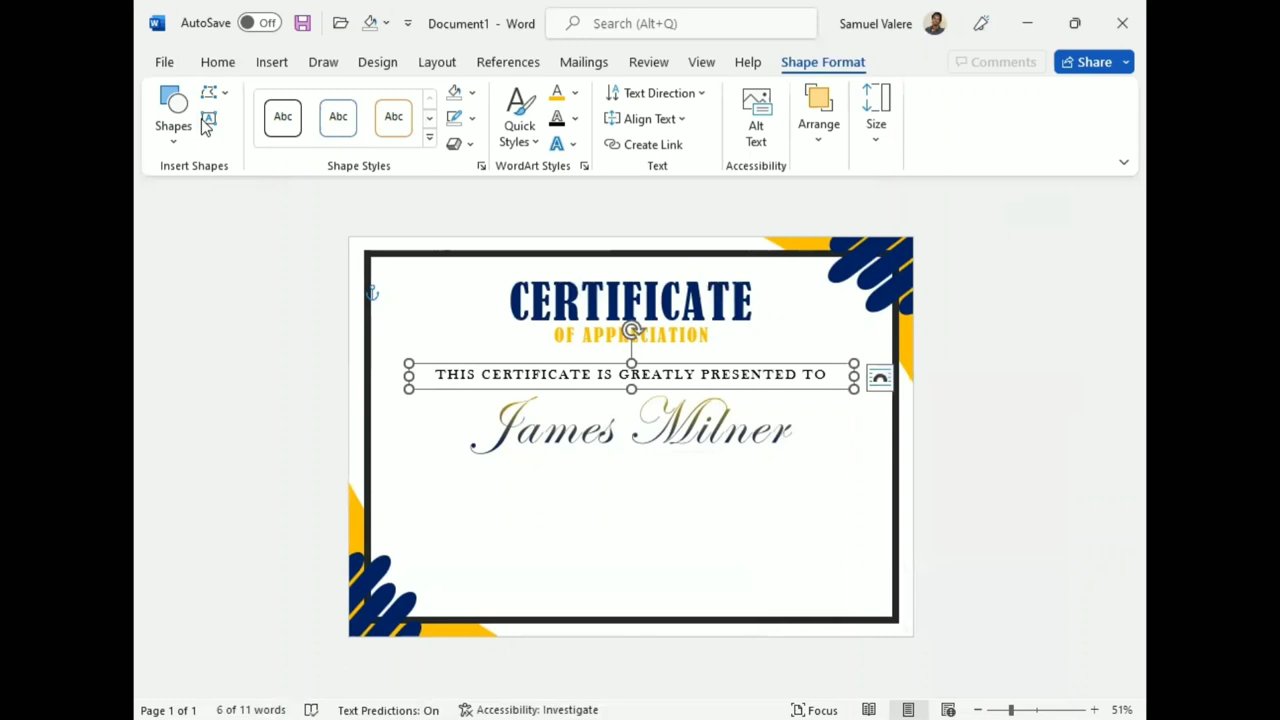 AutoSave Off Document1 - Word Search (Alt+Q) Samuel Valere
File Home Insert Draw Design Layout References Mailings Review View Help Shape Format Comments Share
Shapes Abc Abc Abc Quick Styles A A A A Text Direction Align Text Create Link Alt Text Arrange Size
Insert Shapes Shape Styles WordArt Styles Text Accessibility
CERTIFICATE
OF APPRECIATION
THIS CERTIFICATE IS GREATLY PRESENTED TO
James Milner
Page 1 of 1 6 of 11 words Text Predictions: On Accessibility: Investigate Focus 51%